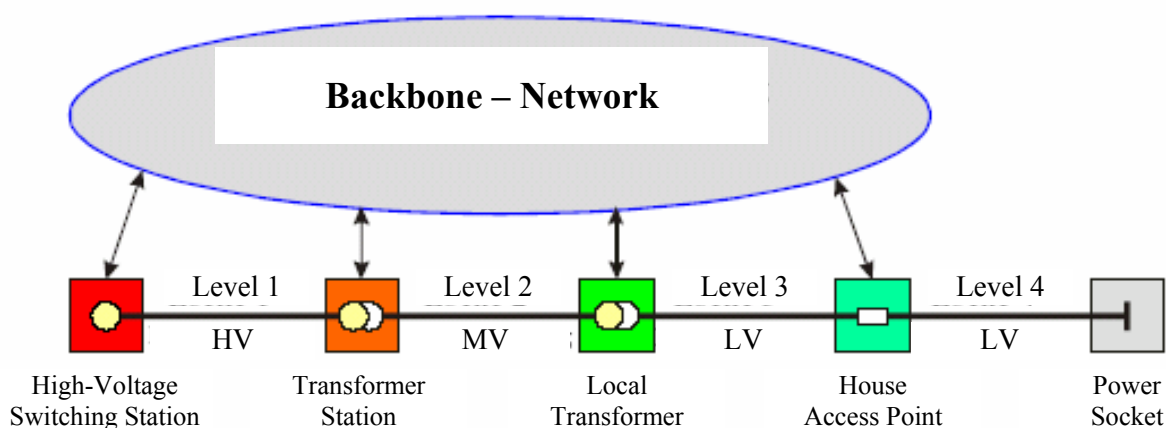 Backbone – Network
Level 1
Level 2
Level 3
Level 4
HV
MV
LV
LV
High-Voltage
Switching Station
Transformer
Station
Local
Transformer
House
Access Point
Power
Socket